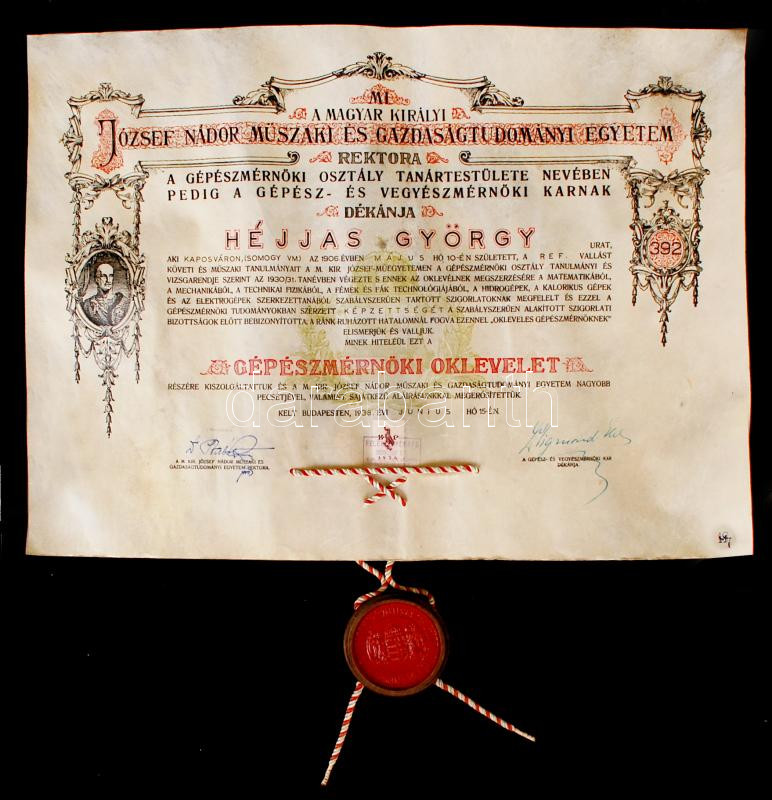 MI
A MAGYAR KIRÁLYI
JÓZSEF NÁDOR MŰSZAKI ÉS GAZDASÁGTUDOMÁNYI EGYETEM
REKTORA
A GÉPÉSZMÉRNÖKI OSZTÁLY TANÁRTESTÜLETE NEVÉBEN
PEDIG A GÉPÉSZ- ÉS VEGYÉSZMÉRNÖKI KARNAK
DÉKÁNJA
HÉJJAS GYÖRGY URAT,
392
AKI KAPOSVÁRON, (SOMOGY VM.) AZ 1906 ÉVBEN MÁJUS HÓ 10-ÉN SZÜLETETT, A REF. VALLÁST
KÖVETI ÉS MŰSZAKI TANULMÁNYAIT A M. KIR. JÓZSEF-MŰEGYETEMEN A GÉPÉSZMÉRNÖKI OSZTÁLY TANULMÁNYI ÉS
VIZSGARENDJE SZERINT AZ 1930/31. TANÉVBEN VÉGEZTE S ENNEK AZ OKLEVÉLNEK MEGSZERZÉSÉRE A MATEMATIKÁBÓL,
A MECHANIKÁBÓL, A TECHNIKAI FIZIKÁBÓL, A FÉMEK ÉS FÁK TECHNOLÓGIÁJÁBÓL, A HIDROGÉPEK, A KALORIKUS GÉPEK
ÉS AZ ELEKTROGÉPEK SZERKEZETTANÁBÓL SZABÁLYSZERŰEN TARTOTT SZIGORLATOKNAK MEGFELELT ÉS EZZEL A
GÉPÉSZMÉRNÖKI TUDOMÁNYOKBAN SZERZETT KÉPZETTSÉGÉT A SZABÁLYSZERŰEN ALAKÍTOTT SZIGORLATI
BIZOTTSÁGOK ELŐTT BEBIZONYÍTOTTA, A RÁNK RUHÁZOTT HATALOMNÁL FOGVA EZENNEL „OKLEVELES GÉPÉSZMÉRNÖKNEK"
ELISMERJÜK ÉS VALLJUK.
MINEK HITELÉÜL EZT A
GÉPÉSZMÉRNÖKI OKLEVELET
RÉSZÉRE KISZOLGÁLTATTUK ÉS A M. KIR. JÓZSEF NÁDOR MŰSZAKI ÉS GAZDASÁGTUDOMÁNYI EGYETEM NAGYOBB
PECSÉTJÉVEL, VALAMINT SAJÁTKEZŰ ALÁÍRÁSUNKKAL MEGERŐSÍTETTÜK.
KELT BUDAPESTEN, 1936. ÉVI JUNIUS HÓ 15-ÉN.
darabanth
A M. KIR. JÓZSEF NÁDOR MŰSZAKI ÉS
GAZDASÁGTUDOMÁNYI EGYETEM REKTORA.
A GÉPÉSZ- ÉS VEGYÉSZMÉRNÖKI KAR
DÉKÁNJA.